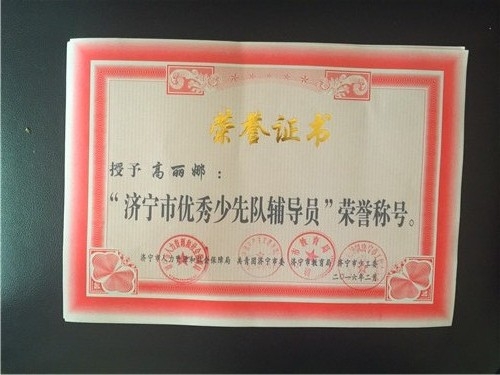 荣誉证书
授予 高丽娜：
“济宁市优秀少先队辅导员”荣誉称号。
济宁市人力资源和社会保障局 共青团济宁市委 济宁市教育局 济宁市少工委
二〇一六年二月